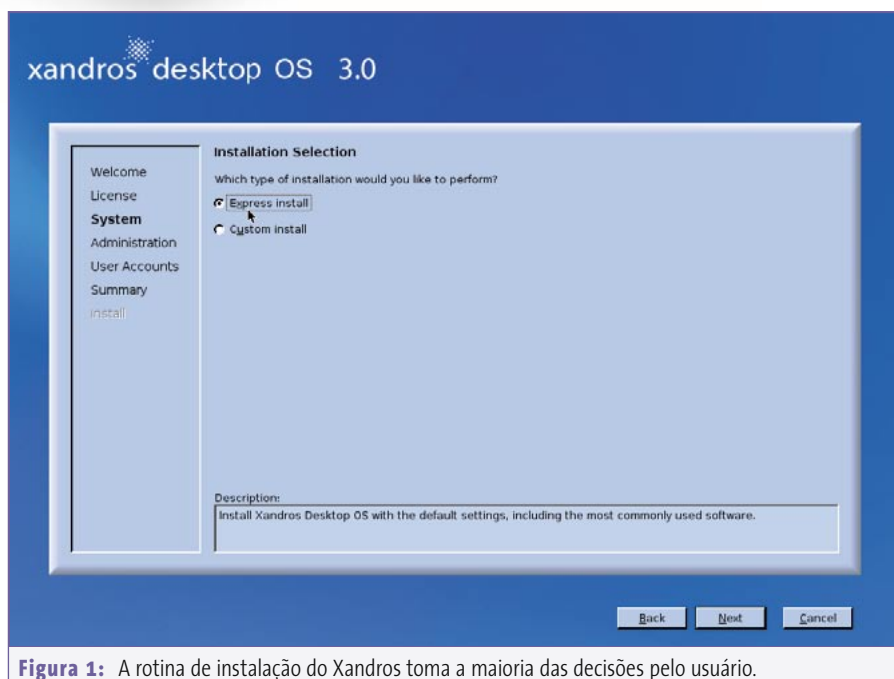 xandros desktop OS 3.0
Welcome
License
System
Administration
User Accounts
Summary
Install
Installation Selection
Which type of installation would you like to perform?
Express install
Custom install
Description:
Install Xandros Desktop OS with the default settings, including the most commonly used software.
Back Next Cancel
Figura 1: A rotina de instalação do Xandros toma a maioria das decisões pelo usuário.